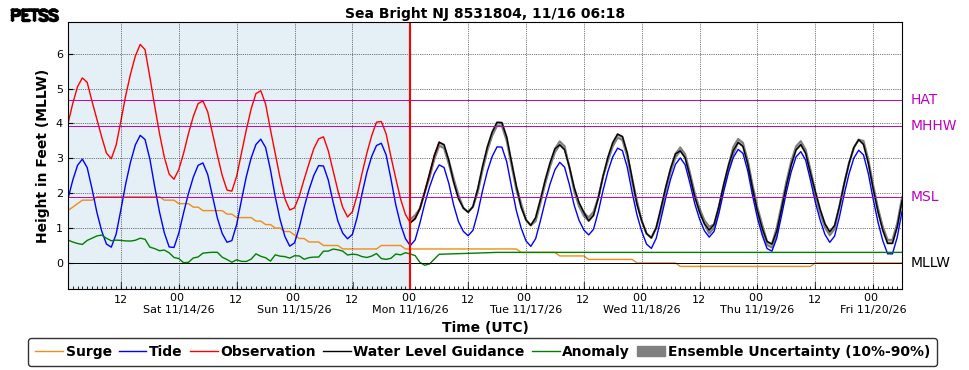 PETSS
Sea Bright NJ 8531804, 11/16 06:18
Height in Feet (MLLW)
6
5
4
3
2
1
0
HAT
MHHW
MSL
MLLW
12 00 12 00 12 00 12 00 12 00 12 00 12 00
Sat 11/14/26 Sun 11/15/26 Mon 11/16/26 Tue 11/17/26 Wed 11/18/26 Thu 11/19/26 Fri 11/20/26
Time (UTC)
Surge Tide Observation Water Level Guidance Anomaly Ensemble Uncertainty (10%-90%)